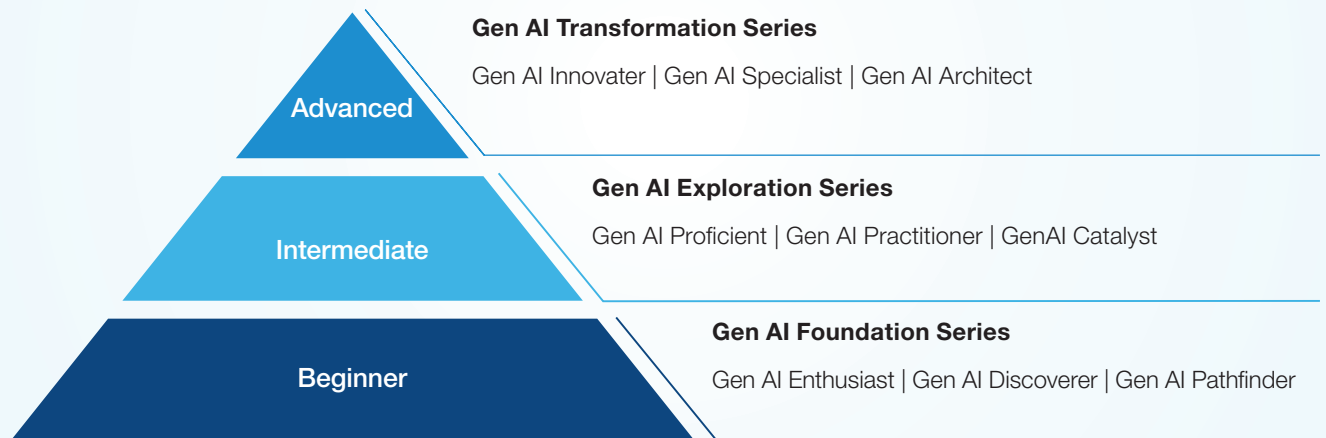 Gen AI Transformation Series
Gen AI Innovater | Gen AI Specialist | Gen AI Architect
Advanced
Gen AI Exploration Series
Gen AI Proficient | Gen AI Practitioner | GenAI Catalyst
Intermediate
Gen AI Foundation Series
Gen AI Enthusiast | Gen AI Discoverer | Gen AI Pathfinder
Beginner